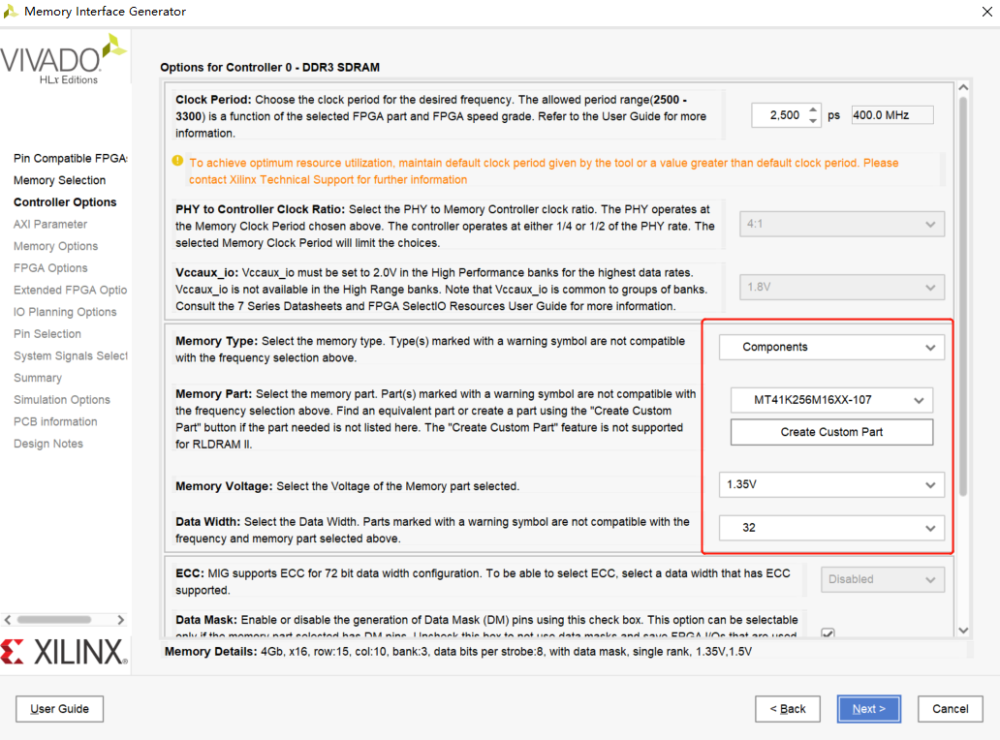 Memory Interface Generator
VIVADO
HLx Editions
Pin Compatible FPGAs
Memory Selection
Controller Options
AXI Parameter
Memory Options
FPGA Options
Extended FPGA Optio
IO Planning Options
Pin Selection
System Signals Select
Summary
Simulation Options
PCB information
Design Notes
XILINX
Options for Controller 0 - DDR3 SDRAM
Clock Period: Choose the clock period for the desired frequency. The allowed period range(2500 -
3300) is a function of the selected FPGA part and FPGA speed grade. Refer to the User Guide for more
information.
2,500 ps 400.0 MHz
To achieve optimum resource utilization, maintain default clock period given by the tool or a value greater than default clock period. Please
contact Xilinx Technical Support for further information
PHY to Controller Clock Ratio: Select the PHY to Memory Controller clock ratio. The PHY operates at
the Memory Clock Period chosen above. The controller operates at either 1/4 or 1/2 of the PHY rate. The
selected Memory Clock Period will limit the choices.
4:1
Vccaux_io: Vccaux_io must be set to 2.0V in the High Performance banks for the highest data rates.
Vccaux_io is not available in the High Range banks. Note that Vccaux_io is common to groups of banks.
Consult the 7 Series Datasheets and FPGA SelectIO Resources User Guide for more information.
1.8V
Memory Type: Select the memory type. Type(s) marked with a warning symbol are not compatible
with the frequency selection above.
Components
Memory Part: Select the memory part. Part(s) marked with a warning symbol are not compatible with
the frequency selection above. Find an equivalent part or create a part using the "Create Custom
Part" button if the part needed is not listed here. The "Create Custom Part" feature is not supported
for RLDRAM II.
MT41K256M16XX-107
Create Custom Part
Memory Voltage: Select the Voltage of the Memory part selected.
1.35V
Data Width: Select the Data Width. Parts marked with a warning symbol are not compatible with the
frequency and memory part selected above.
32
ECC: MIG supports ECC for 72 bit data width configuration. To be able to select ECC, select a data width that has ECC
supported.
Disabled
Data Mask: Enable or disable the generation of Data Mask (DM) pins using this check box. This option can be selectable
only if the memory part selected has DM pins. Uncheck this box to not use data masks and save FPGA I/Os that are used
Memory Details: 4Gb, x16, row:15, col:10, bank:3, data bits per strobe:8, with data mask, single rank, 1.35V,1.5V
User Guide
< Back
Next >
Cancel